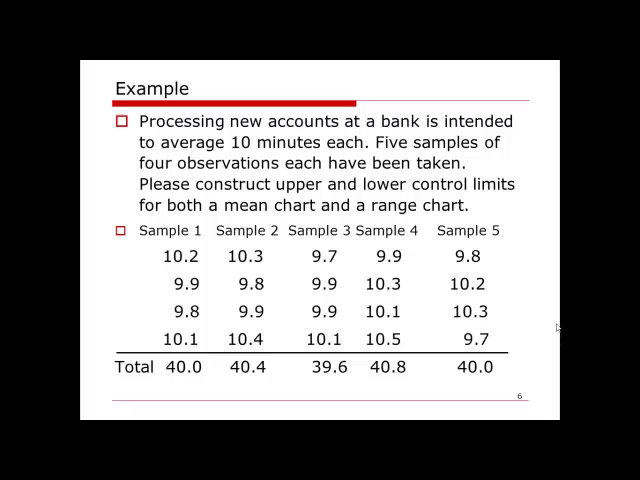 Example
Processing new accounts at a bank is intended
to average 10 minutes each. Five samples of
four observations each have been taken.
Please construct upper and lower control limits
for both a mean chart and a range chart.
Sample 1 Sample 2 Sample 3 Sample 4 Sample 5
10.2 10.3 9.7 9.9 9.8
9.9 9.8 9.9 10.3 10.2
9.8 9.9 9.9 10.1 10.3
10.1 10.4 10.1 10.5 9.7
Total 40.0 40.4 39.6 40.8 40.0
6